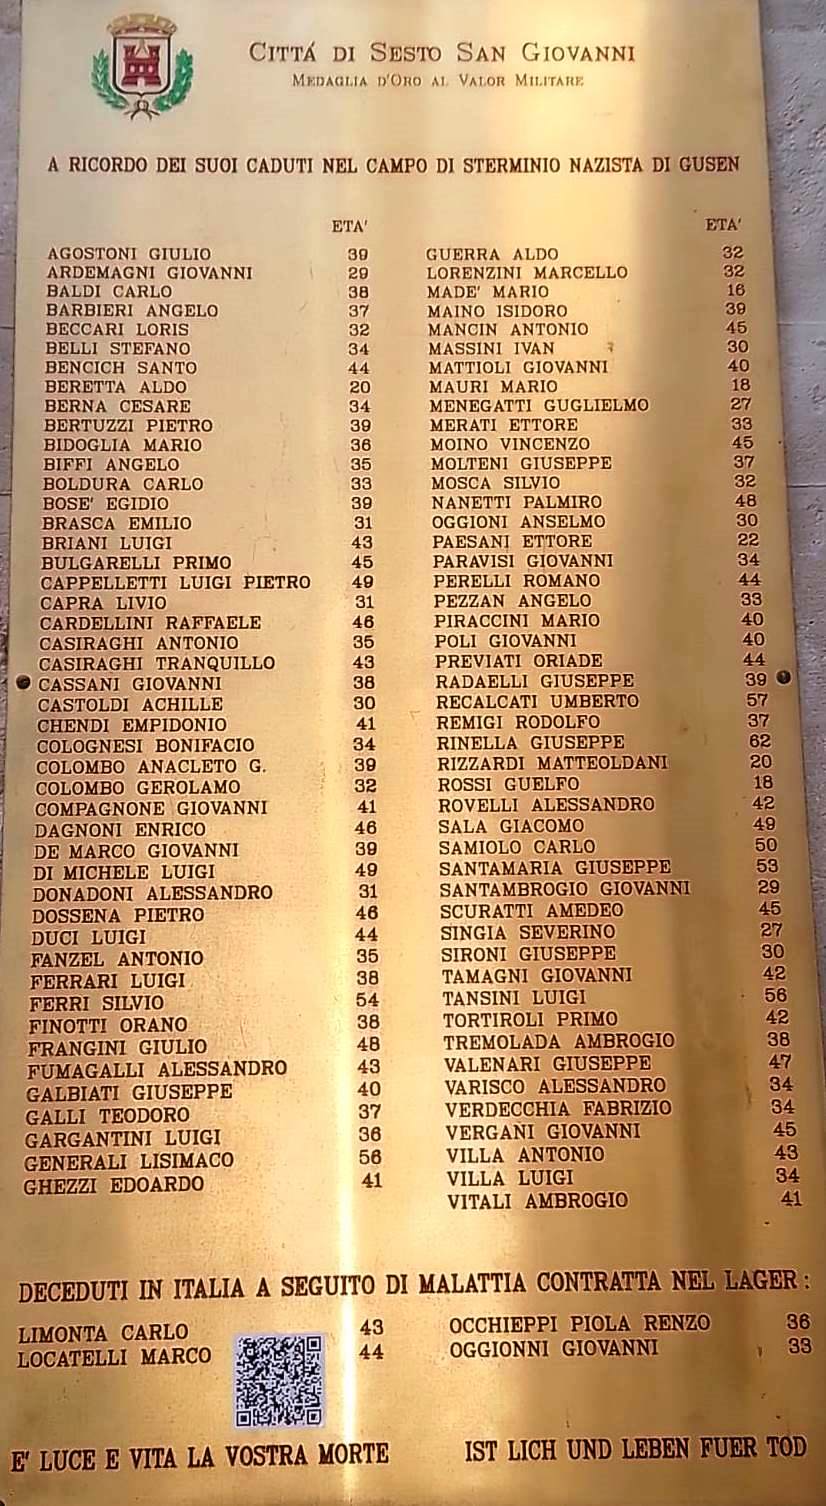 CITTÁ DI SESTO SAN GIOVANNI
MEDAGLIA D'ORO AL VALOR MILITARE
A RICORDO DEI SUOI CADUTI NEL CAMPO DI STERMINIO NAZISTA DI GUSEN
ETA'
AGOSTONI GIULIO 39
ARDEMAGNI GIOVANNI 29
BALDI CARLO 38
BARBIERI ANGELO 37
BECCARI LORIS 32
BELLI STEFANO 34
BENCICH SANTO 44
BERETTA ALDO 20
BERNA CESARE 34
BERTUZZI PIETRO 39
BIDOGLIA MARIO 36
BIFFI ANGELO 35
BOLDURA CARLO 33
BOSE' EGIDIO 39
BRASCA EMILIO 31
BRIANI LUIGI 43
BULGARELLI PRIMO 45
CAPPELLETTI LUIGI PIETRO 49
CAPRA LIVIO 31
CARDELLINI RAFFAELE 46
CASIRAGHI ANTONIO 35
CASIRAGHI TRANQUILLO 43
CASSANI GIOVANNI 38
CASTOLDI ACHILLE 30
CHENDI EMPIDONIO 41
COLOGNESI BONIFACIO 34
COLOMBO ANACLETO G. 39
COLOMBO GEROLAMO 32
COMPAGNONE GIOVANNI 41
DAGNONI ENRICO 46
DE MARCO GIOVANNI 39
DI MICHELE LUIGI 49
DONADONI ALESSANDRO 31
DOSSENA PIETRO 46
DUCI LUIGI 44
FANZEL ANTONIO 35
FERRARI LUIGI 38
FERRI SILVIO 54
FINOTTI ORANO 38
FRANGINI GIULIO 48
FUMAGALLI ALESSANDRO 43
GALBIATI GIUSEPPE 40
GALLI TEODORO 37
GARGANTINI LUIGI 36
GENERALI LISIMACO 56
GHEZZI EDOARDO 41
ETA'
GUERRA ALDO 32
LORENZINI MARCELLO 32
MADE' MARIO 16
MAINO ISIDORO 39
MANCIN ANTONIO 45
MASSINI IVAN 30
MATTIOLI GIOVANNI 40
MAURI MARIO 18
MENEGATTI GUGLIELMO 27
MERATI ETTORE 33
MOINO VINCENZO 45
MOLTENI GIUSEPPE 37
MOSCA SILVIO 32
NANETTI PALMIRO 48
OGGIONI ANSELMO 30
PAESANI ETTORE 22
PARAVISI GIOVANNI 34
PERELLI ROMANO 44
PEZZAN ANGELO 33
PIRACCINI MARIO 40
POLI GIOVANNI 40
PREVIATI ORIADE 44
RADAELLI GIUSEPPE 39
RECALCATI UMBERTO 57
REMIGI RODOLFO 37
RINELLA GIUSEPPE 62
RIZZARDI MATTEOLDANI 20
ROSSI GUELFO 18
ROVELLI ALESSANDRO 42
SALA GIACOMO 49
SAMIOLO CARLO 50
SANTAMARIA GIUSEPPE 53
SANTAMBROGIO GIOVANNI 29
SCURATTI AMEDEO 45
SINGIA SEVERINO 27
SIRONI GIUSEPPE 30
TAMAGNI GIOVANNI 42
TANSINI LUIGI 56
TORTIROLI PRIMO 42
TREMOLADA AMBROGIO 38
VALENARI GIUSEPPE 47
VARISCO ALESSANDRO 34
VERDECCHIA FABRIZIO 34
VERGANI GIOVANNI 45
VILLA ANTONIO 43
VILLA LUIGI 34
VITALI AMBROGIO 41
DECEDUTI IN ITALIA A SEGUITO DI MALATTIA CONTRATTA NEL LAGER :
LIMONTA CARLO 43
LOCATELLI MARCO 44
OCCHIEPPI PIOLA RENZO 36
OGGIONNI GIOVANNI 33
E' LUCE E VITA LA VOSTRA MORTE
IST LICH UND LEBEN FUER TOD